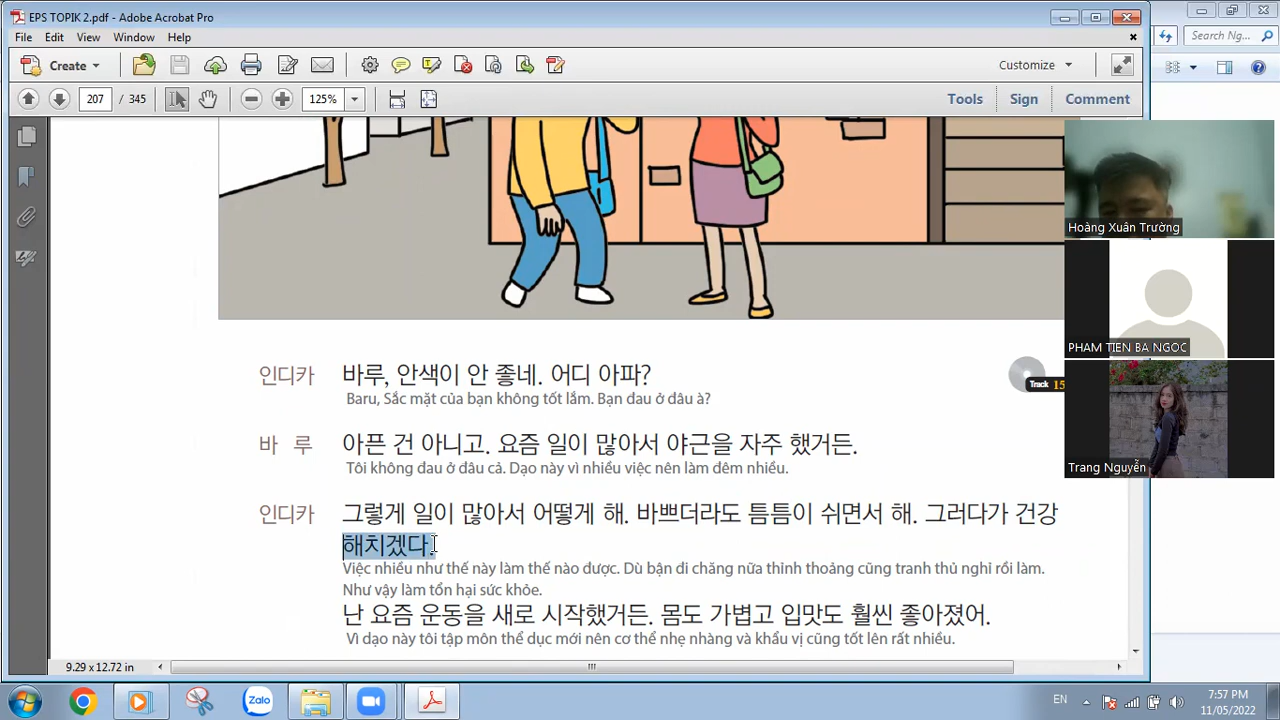 EPS TOPIK 2.pdf - Adobe Acrobat Pro
File Edit View Window Help
Search Ng...
Create
Customize
207 / 345
125%
Tools Sign Comment
Hoàng Xuân Trường
PHAM TIEN BA NGOC
Trang Nguyễn
Track 15
인디카 바루, 안색이 안 좋네. 어디 아파?
Baru, Sắc mặt của bạn không tốt lắm. Bạn đau ở đâu à?
바 루 아픈 건 아니고. 요즘 일이 많아서 야근을 자주 했거든.
Tôi không đau ở đâu cả. Dạo này vì nhiều việc nên làm đêm nhiều.
인디카 그렇게 일이 많아서 어떻게 해. 바쁘더라도 틈틈이 쉬면서 해. 그러다가 건강
해치겠다.
Việc nhiều như thế này làm thế nào được. Dù bận đi chăng nữa thỉnh thoảng cũng tranh thủ nghỉ rồi làm.
Như vậy làm tổn hại sức khỏe.
난 요즘 운동을 새로 시작했거든. 몸도 가볍고 입맛도 훨씬 좋아졌어.
Vì dạo này tôi tập môn thể dục mới nên cơ thể nhẹ nhàng và khẩu vị cũng tốt lên rất nhiều.
9.29 x 12.72 in
Zalo
EN
7:57 PM
11/05/2022